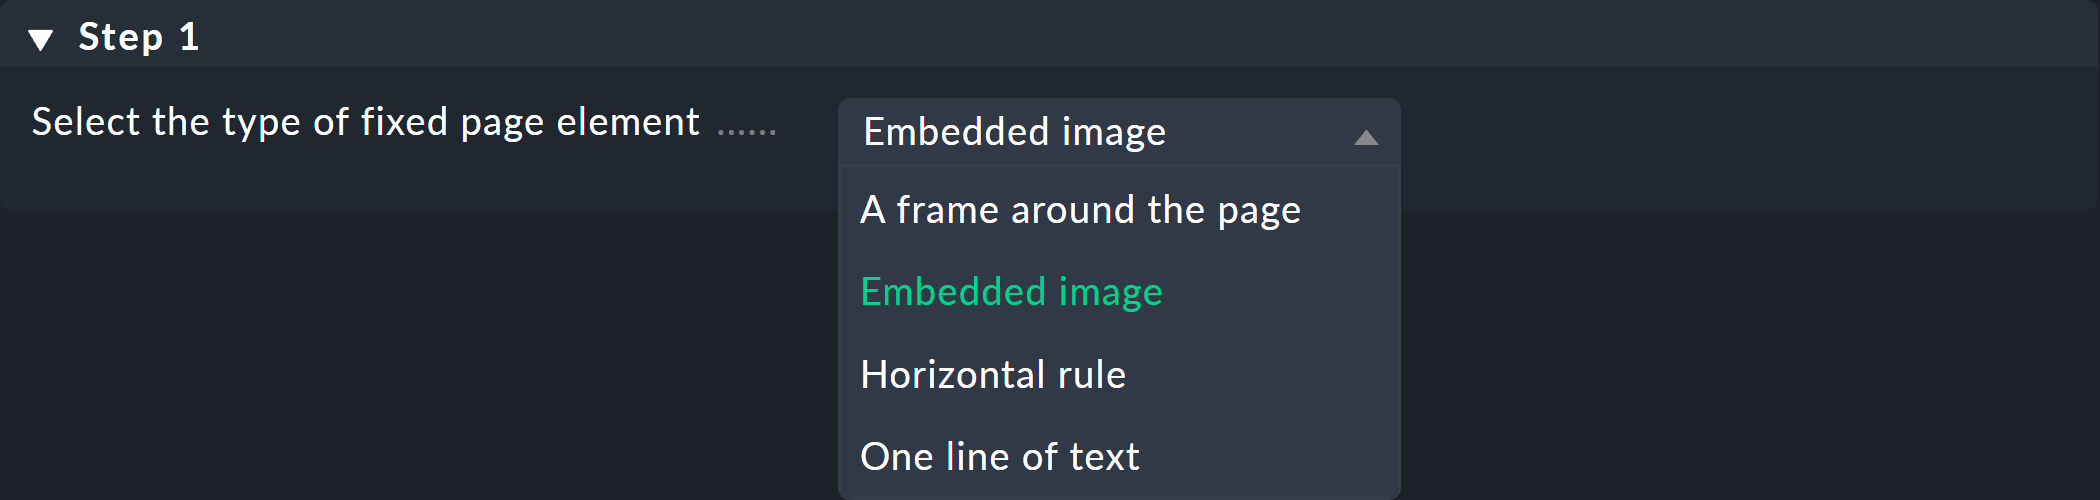 Step 1
Select the type of fixed page element ......
Embedded image
A frame around the page
Embedded image
Horizontal rule
One line of text